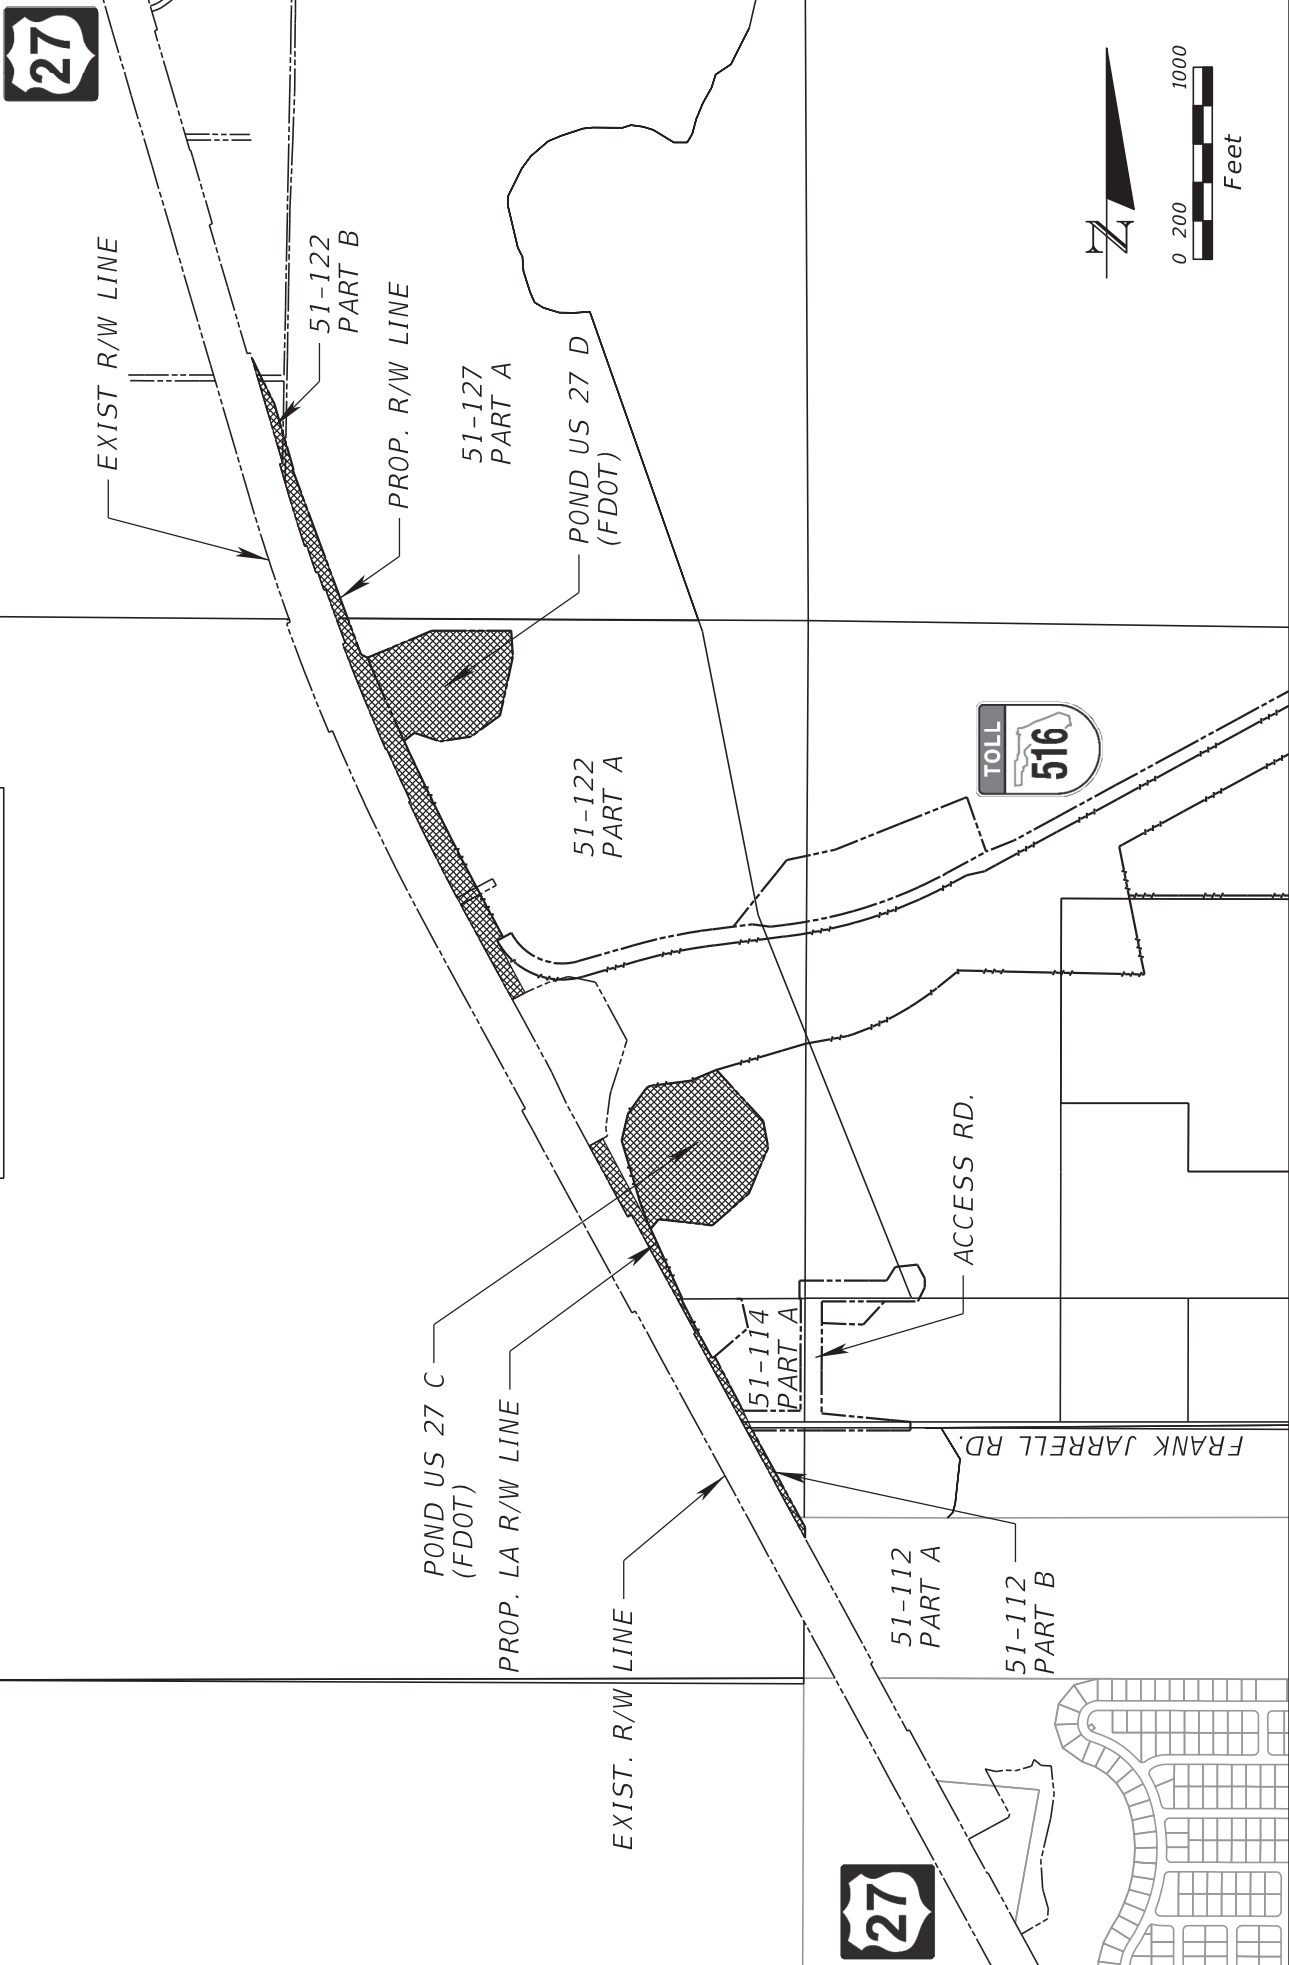 27
EXIST R/W LINE
51-122
PART B
PROP. R/W LINE
51-127
PART A
POND US 27 D
(FDOT)
N
0 200 1000
Feet
51-122
PART A
TOLL
516
POND US 27 C
(FDOT)
PROP. LA R/W LINE
EXIST. R/W LINE
51-114
PART A
ACCESS RD.
FRANK JARRELL RD.
51-112
PART A
51-112
PART B
27